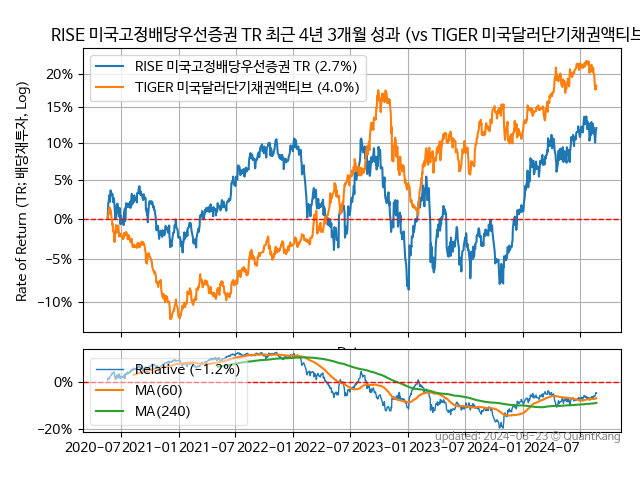 RISE 미국고정배당우선증권 TR 최근 4년 3개월 성과 (vs TIGER 미국달러단기채권액티브
RISE 미국고정배당우선증권 TR (2.7%)
TIGER 미국달러단기채권액티브 (4.0%)
Rate of Return (TR: 배당재투자, Log)
20%
15%
10%
5%
0%
−5%
−10%
Relative (−1.2%)
MA(60)
MA(240)
0%
−20%
2020-07 2021-01 2021-07 2022-01 2022-07 2023-01 2023-07 2024-01 2024-07
updated: 2024-08-23 © QuantKang